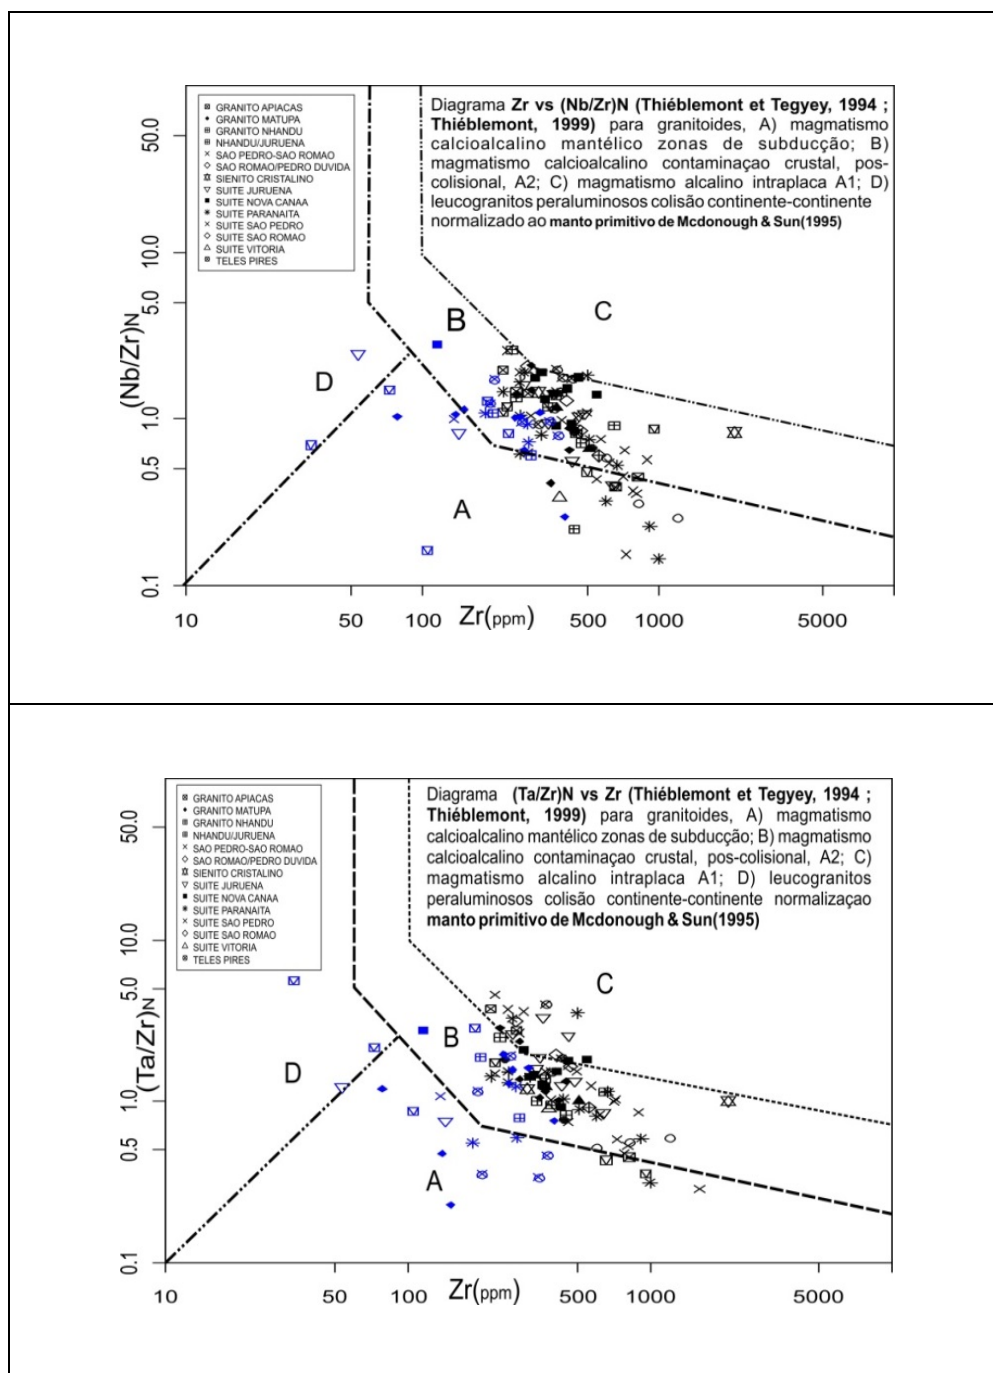 Diagrama Zr vs (Nb/Zr)N (Thiéblemont et Tegyey, 1994 ;
Thiéblemont, 1999) para granitoides, A) magmatismo
calcioalcalino mantélico zonas de subducção; B)
magmatismo calcioalcalino contaminaçao crustal, pos-
colisional, A2; C) magmatismo alcalino intraplaca A1; D)
leucogranitos peraluminosos colisão continente-continente
normalizado ao manto primitivo de Mcdonough & Sun(1995)
GRANITO APIACAS
GRANITO MATUPA
GRANITO NHANDU
NHANDU/JURUENA
SAO PEDRO-SAO ROMAO
SAO ROMAO/PEDRO DUVIDA
SIENITO CRISTALINO
SUITE JURUENA
SUITE NOVA CANAA
SUITE PARANAITA
SUITE SAO PEDRO
SUITE SAO ROMAO
SUITE VITORIA
TELES PIRES
(Nb/Zr)N
50.0
10.0
5.0
1.0
0.5
0.1
B
C
D
A
10
50
100
500
1000
5000
Zr(ppm)
Diagrama (Ta/Zr)N vs Zr (Thiéblemont et Tegyey, 1994 ;
Thiéblemont, 1999) para granitoides, A) magmatismo
calcioalcalino mantélico zonas de subducção; B) magmatismo
calcioalcalino contaminaçao crustal, pos-colisional, A2; C)
magmatismo alcalino intraplaca A1; D) leucogranitos
peraluminosos colisão continente-continente normalizaçao
manto primitivo de Mcdonough & Sun(1995)
GRANITO APIACAS
GRANITO MATUPA
GRANITO NHANDU
NHANDU/JURUENA
SAO PEDRO-SAO ROMAO
SAO ROMAO/PEDRO DUVIDA
SIENITO CRISTALINO
SUITE JURUENA
SUITE NOVA CANAA
SUITE PARANAITA
SUITE SAO PEDRO
SUITE SAO ROMAO
SUITE VITORIA
TELES PIRES
(Ta/Zr)N
50.0
10.0
5.0
1.0
0.5
0.1
C
B
D
A
10
50
100
500
1000
5000
Zr(ppm)